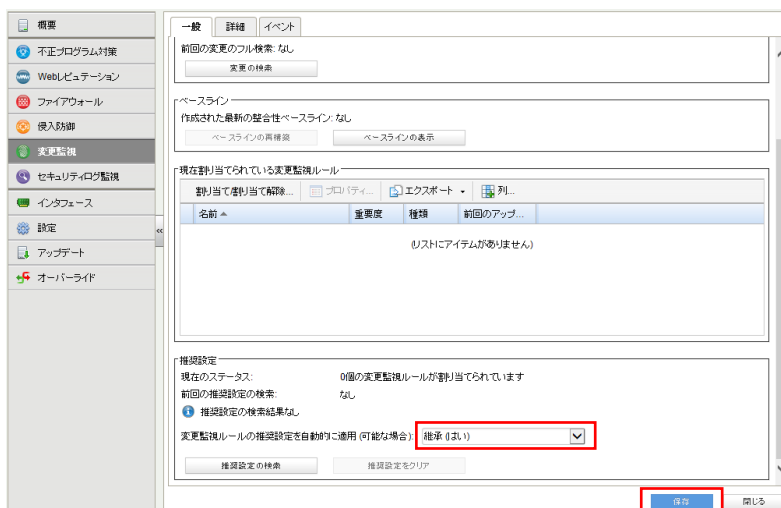 概要
不正プログラム対策
Webレピュテーション
ファイアウォール
侵入防御
変更監視
セキュリティログ監視
インタフェース
設定
アップデート
オーバーライド
«
一般 詳細 イベント
前回の変更のフル検索: なし
変更の検索
ベースライン
作成された最新の整合性ベースライン: なし
ベースラインの再構築 ベースラインの表示
現在割り当てられている変更監視ルール
割り当て/割り当て解除... プロパティ... エクスポート 列...
名前 重要度 種類 前回のアップ...
(リストにアイテムがありません)
推奨設定
現在のステータス: 0個の変更監視ルールが割り当てられています
前回の推奨設定の検索: なし
推奨設定の検索結果なし
変更監視ルールの推奨設定を自動的に適用 (可能な場合): 継承 (はい)
推奨設定の検索 推奨設定をクリア
保存 閉じる